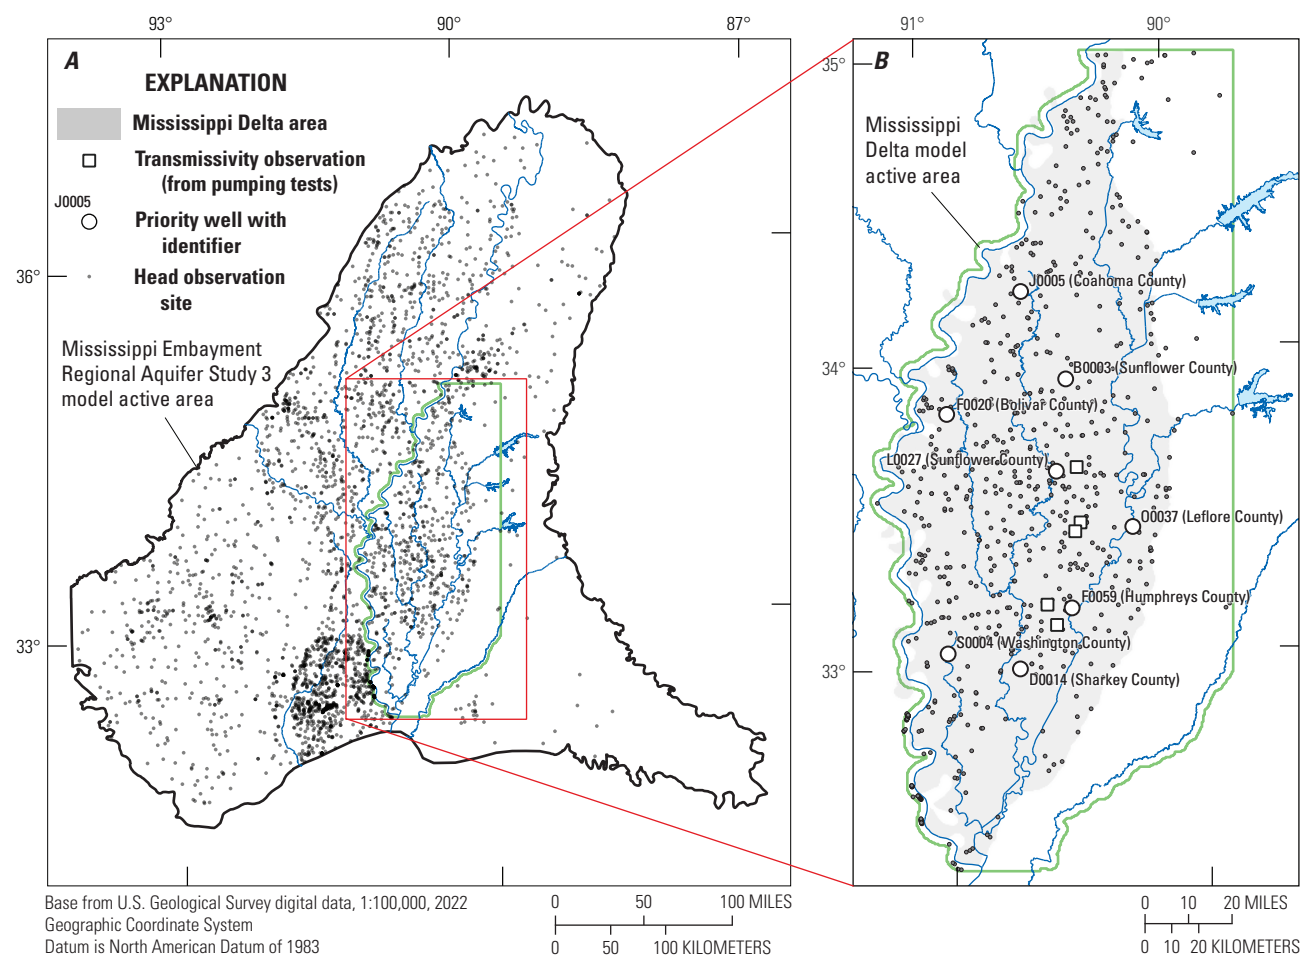 93°
90°
87°
A
EXPLANATION
Mississippi Delta area
Transmissivity observation
(from pumping tests)
J0005
Priority well with
identifier
Head observation
site
36°
Mississippi Embayment
Regional Aquifer Study 3
model active area
33°
Base from U.S. Geological Survey digital data, 1:100,000, 2022
Geographic Coordinate System
Datum is North American Datum of 1983
0 50 100 MILES
0 50 100 KILOMETERS
91°
90°
35°
B
Mississippi
Delta model
active area
J0005 (Coahoma County)
34°
B0003 (Sunflower County)
F0020 (Bolivar County)
L0027 (Sunflower County)
O0037 (Leflore County)
F0059 (Humphreys County)
S0004 (Washington County)
33°
D0014 (Sharkey County)
0 10 20 MILES
0 10 20 KILOMETERS